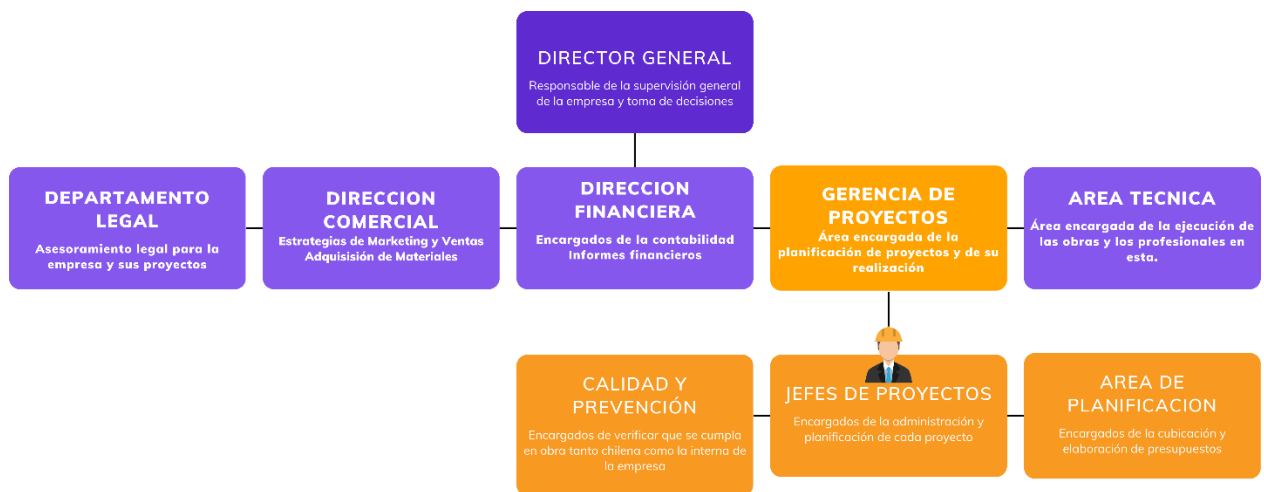 DIRECTOR GENERAL
Responsable de la supervisión general
de la empresa y toma de decisiones
DEPARTAMENTO
LEGAL
Asesoramiento legal para la
empresa y sus proyectos
DIRECCION
COMERCIAL
Estrategias de Marketing y Ventas
Adquisisión de Materiales
DIRECCION
FINANCIERA
Encargados de la contabilidad
Informes financieros
GERENCIA DE
PROYECTOS
Área encargada de la
planificación de proyectos y de su
realización
AREA TECNICA
Área encargada de la ejecución de
las obras y los profesionales en
esta.
CALIDAD Y
PREVENCIÓN
Encargados de verificar que se cumpla
en obra tanto chilena como la interna de
la empresa
JEFES DE PROYECTOS
Encargados de la administración y
planificación de cada proyecto
AREA DE
PLANIFICACION
Encargados de la cubicación y
elaboración de presupuestos